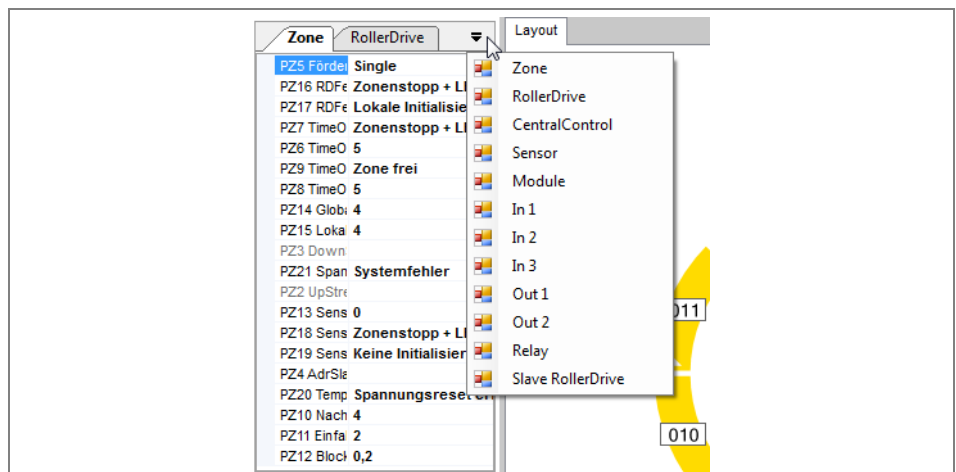 Zone RollerDrive
PZ5 Förder Single
PZ16 RDFe Zonenstopp + LI
PZ17 RDFe Lokale Initialisie
PZ7 TimeO Zonenstopp + LI
PZ6 TimeO 5
PZ9 TimeO Zone frei
PZ8 TimeO 5
PZ14 Globa 4
PZ15 Lokal 4
PZ3 Down
PZ21 Span Systemfehler
PZ2 UpStre
PZ13 Sens 0
PZ18 Sens Zonenstopp + LI
PZ19 Sens Keine Initialisier
PZ4 AdrSla
PZ20 Temp Spannungsreset
PZ10 Nach 4
PZ11 Einfa 2
PZ12 Block 0,2
Layout
Zone
RollerDrive
CentralControl
Sensor
Module
In 1
In 2
In 3
Out 1
Out 2
Relay
Slave RollerDrive
011
010